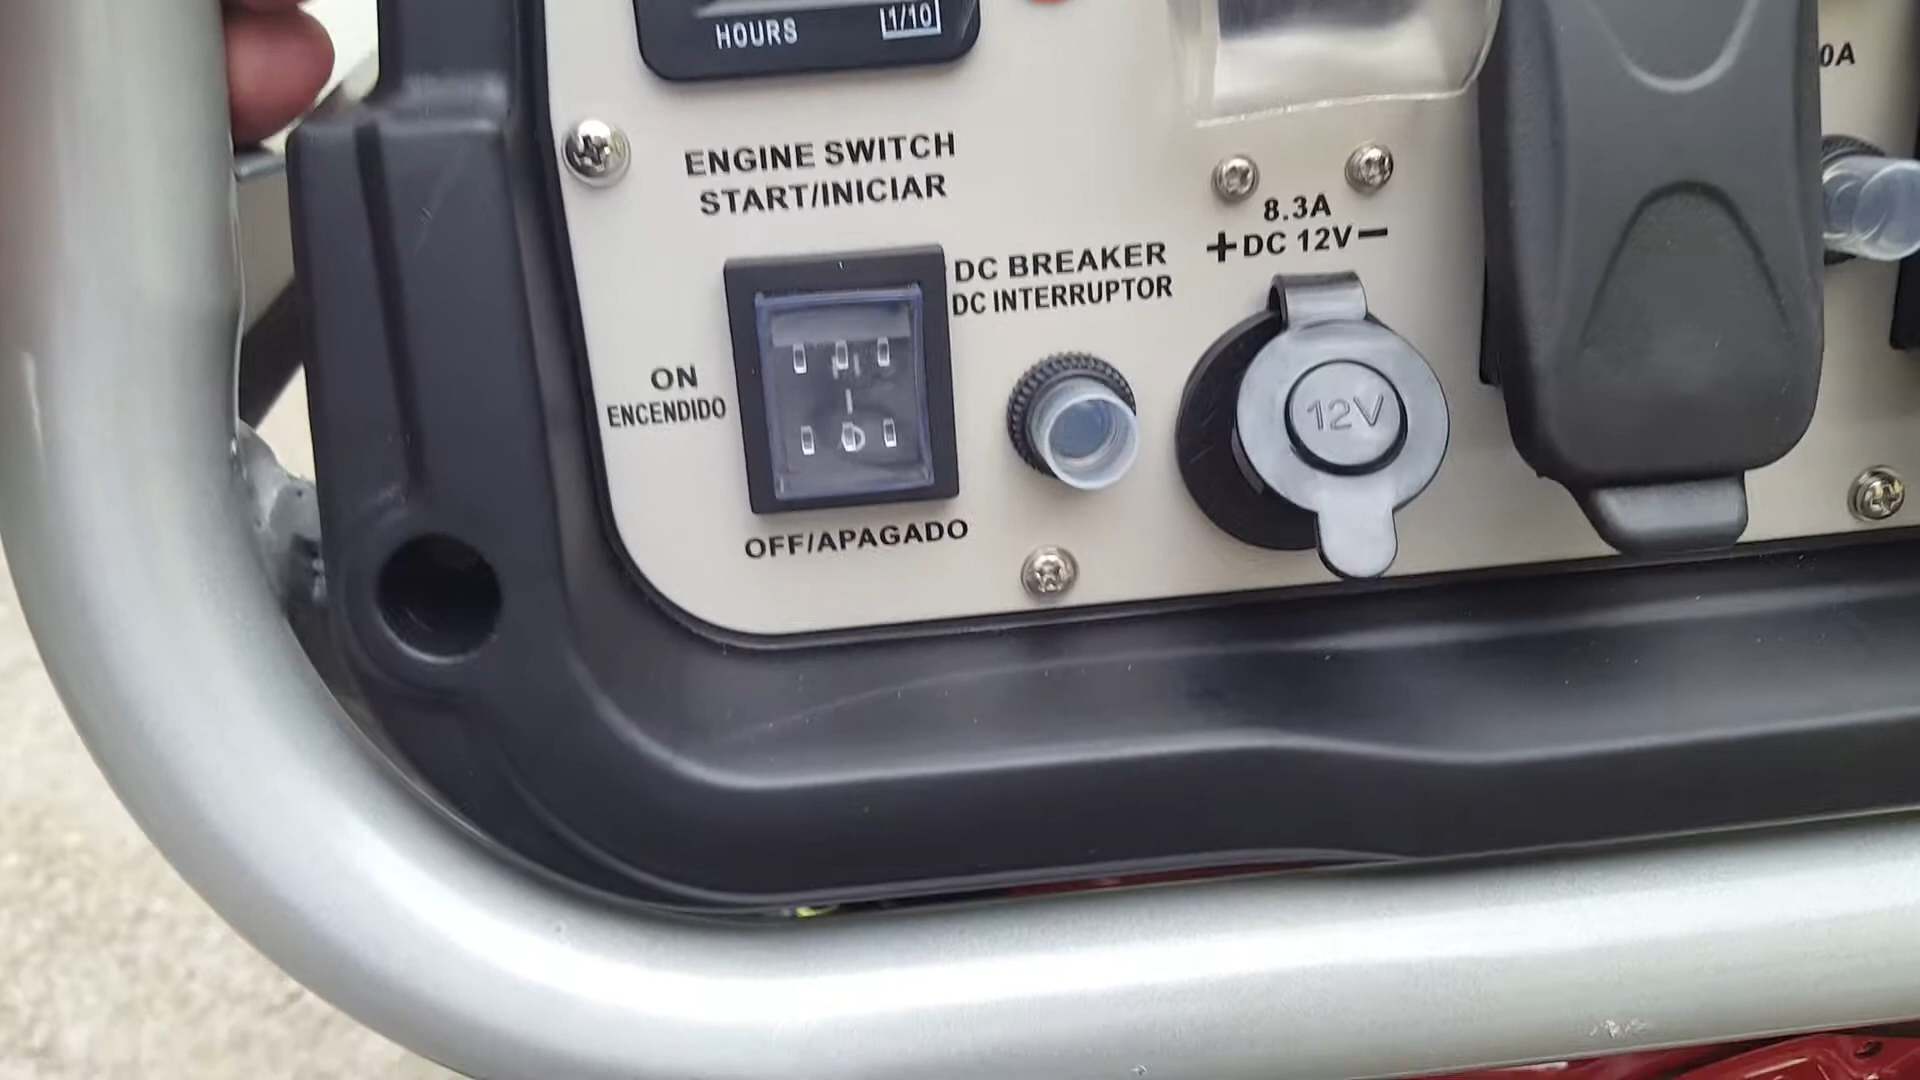 HOURS 1/10
0A
ENGINE SWITCH
START/INICIAR
8.3A
+DC 12V−
DC BREAKER
DC INTERRUPTOR
ON
ENCENDIDO
12V
OFF/APAGADO